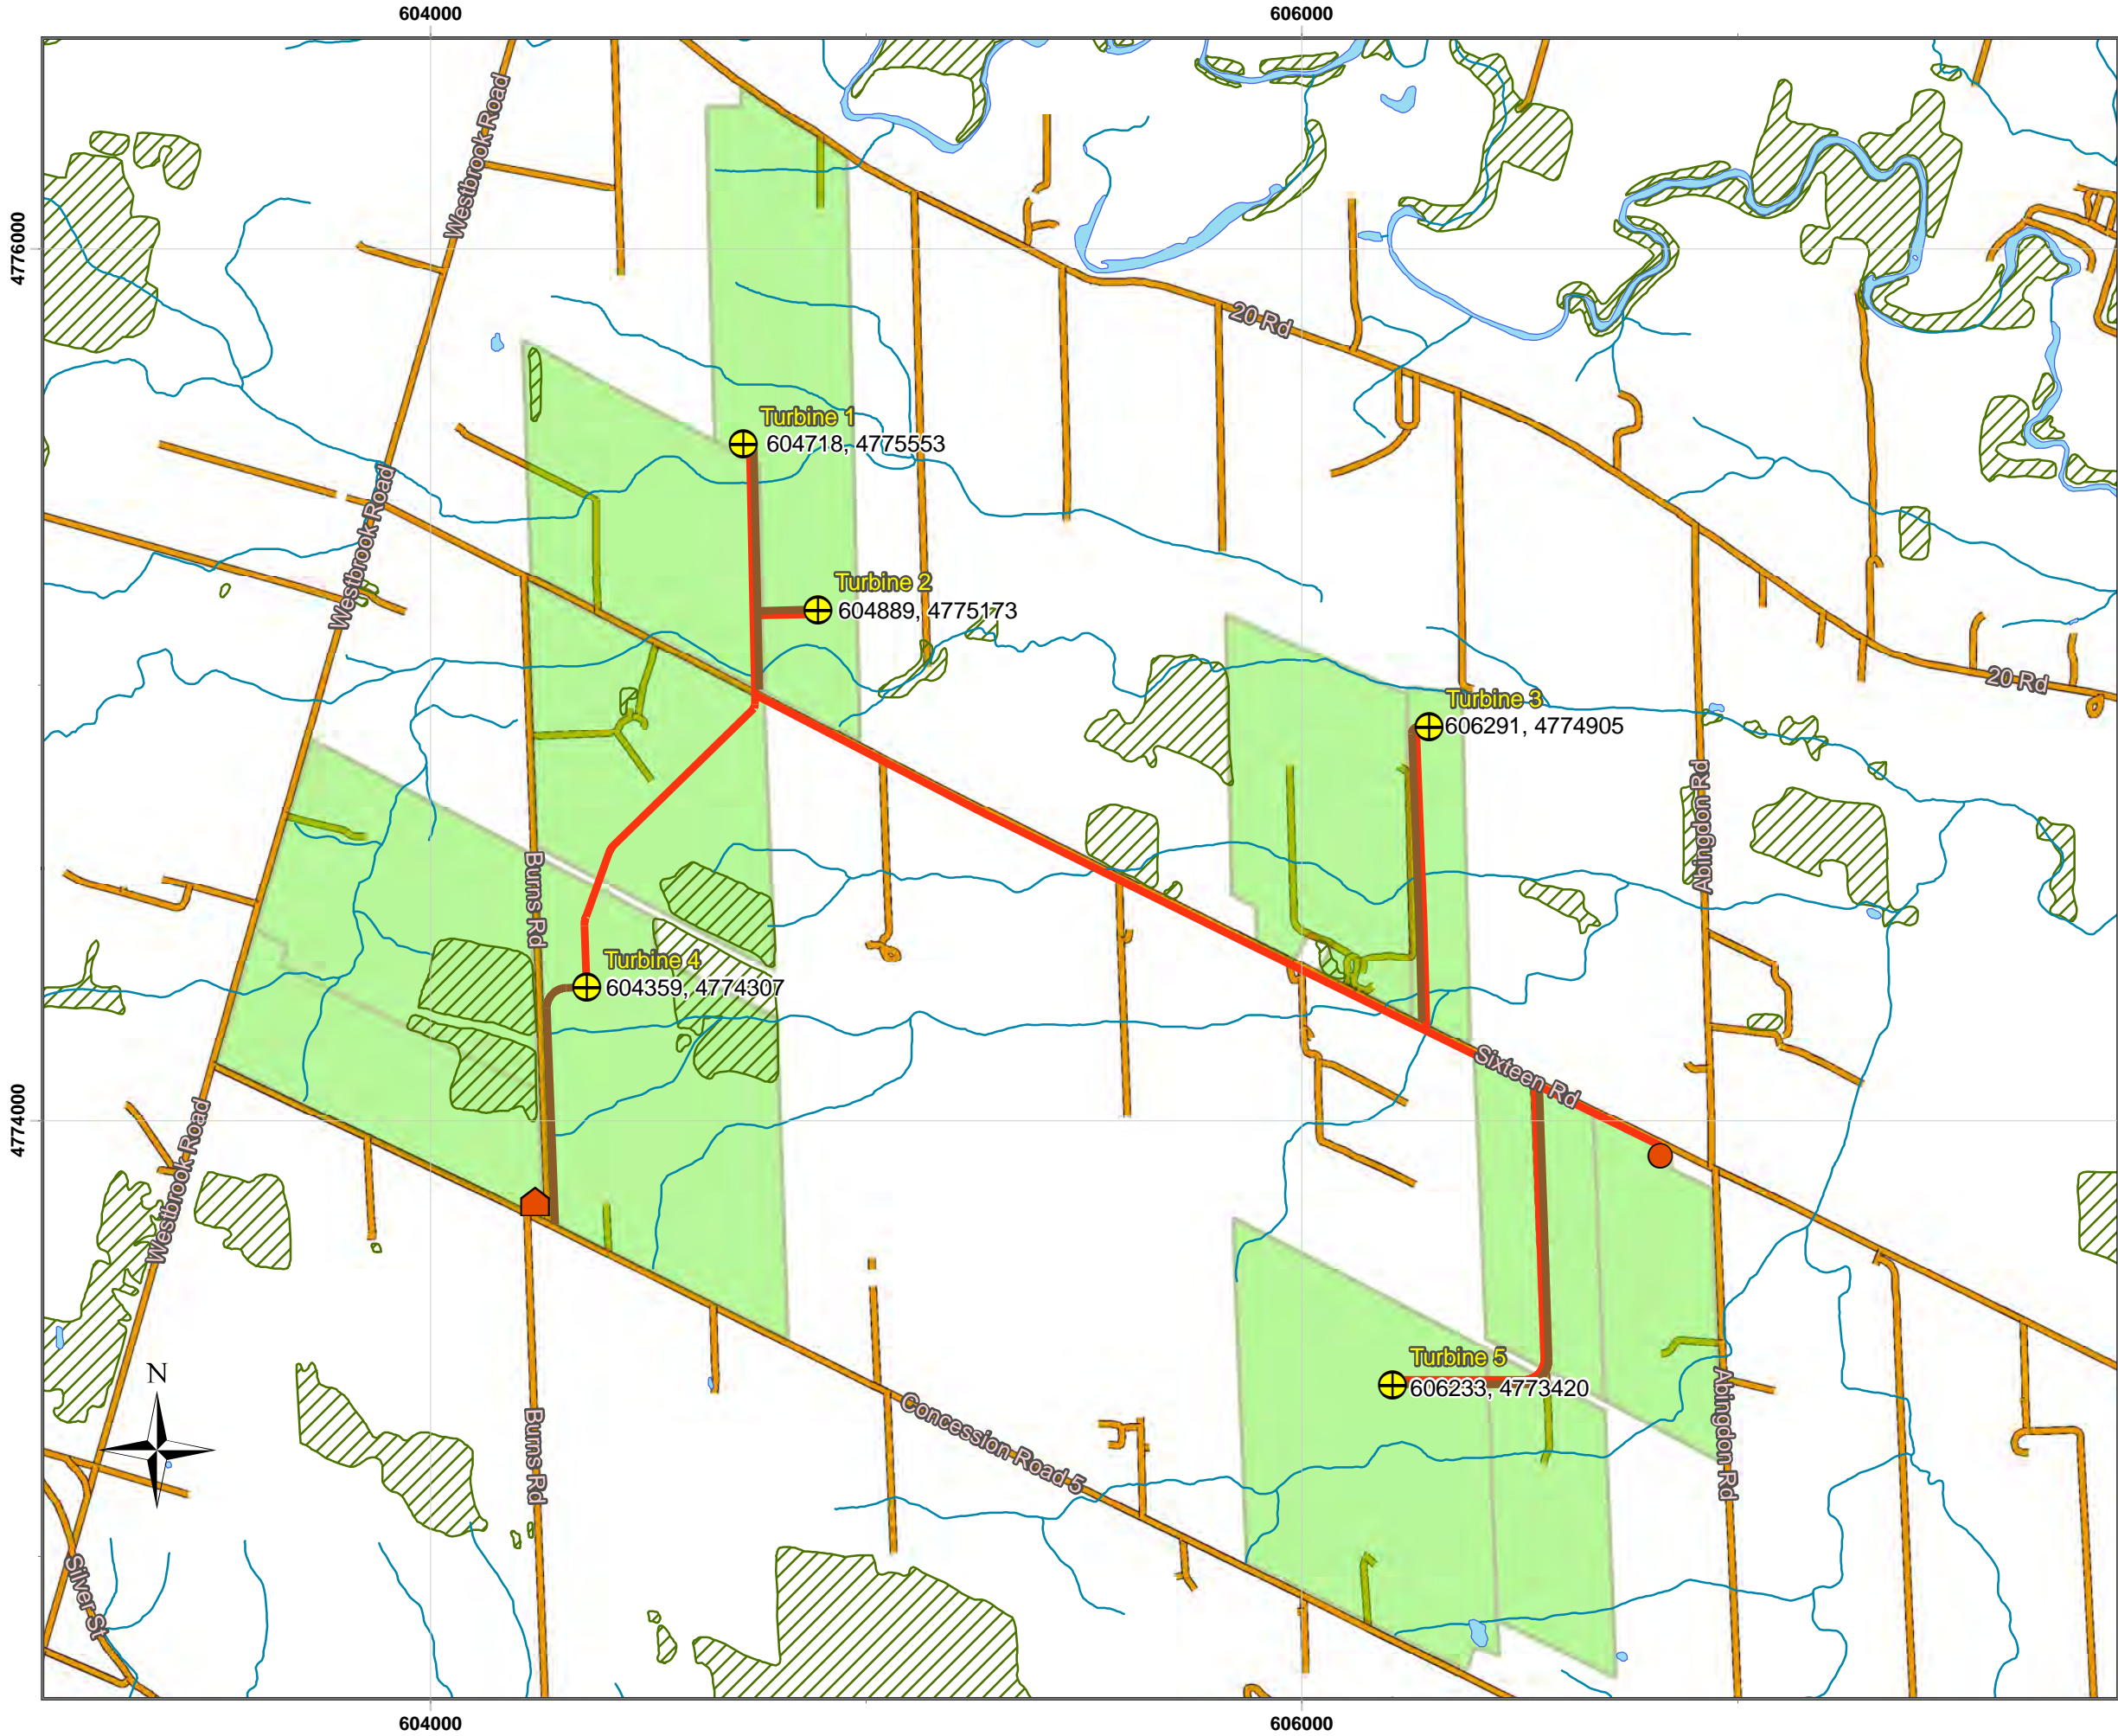 604000
606000
Westbrook Road
4776000
20 Rd
Turbine 1
604718, 4775553
Westbrook Road
Turbine 2
604889, 4775173
20 Rd
Turbine 3
606291, 4774905
Abingdon Rd
Burns Rd
Turbine 4
604359, 4774307
Sixteen Rd
4774000
Westbrook Road
Turbine 5
606233, 4773420
N
Abingdon Rd
Concession Road 5
Burns Rd
Silver St
604000
606000